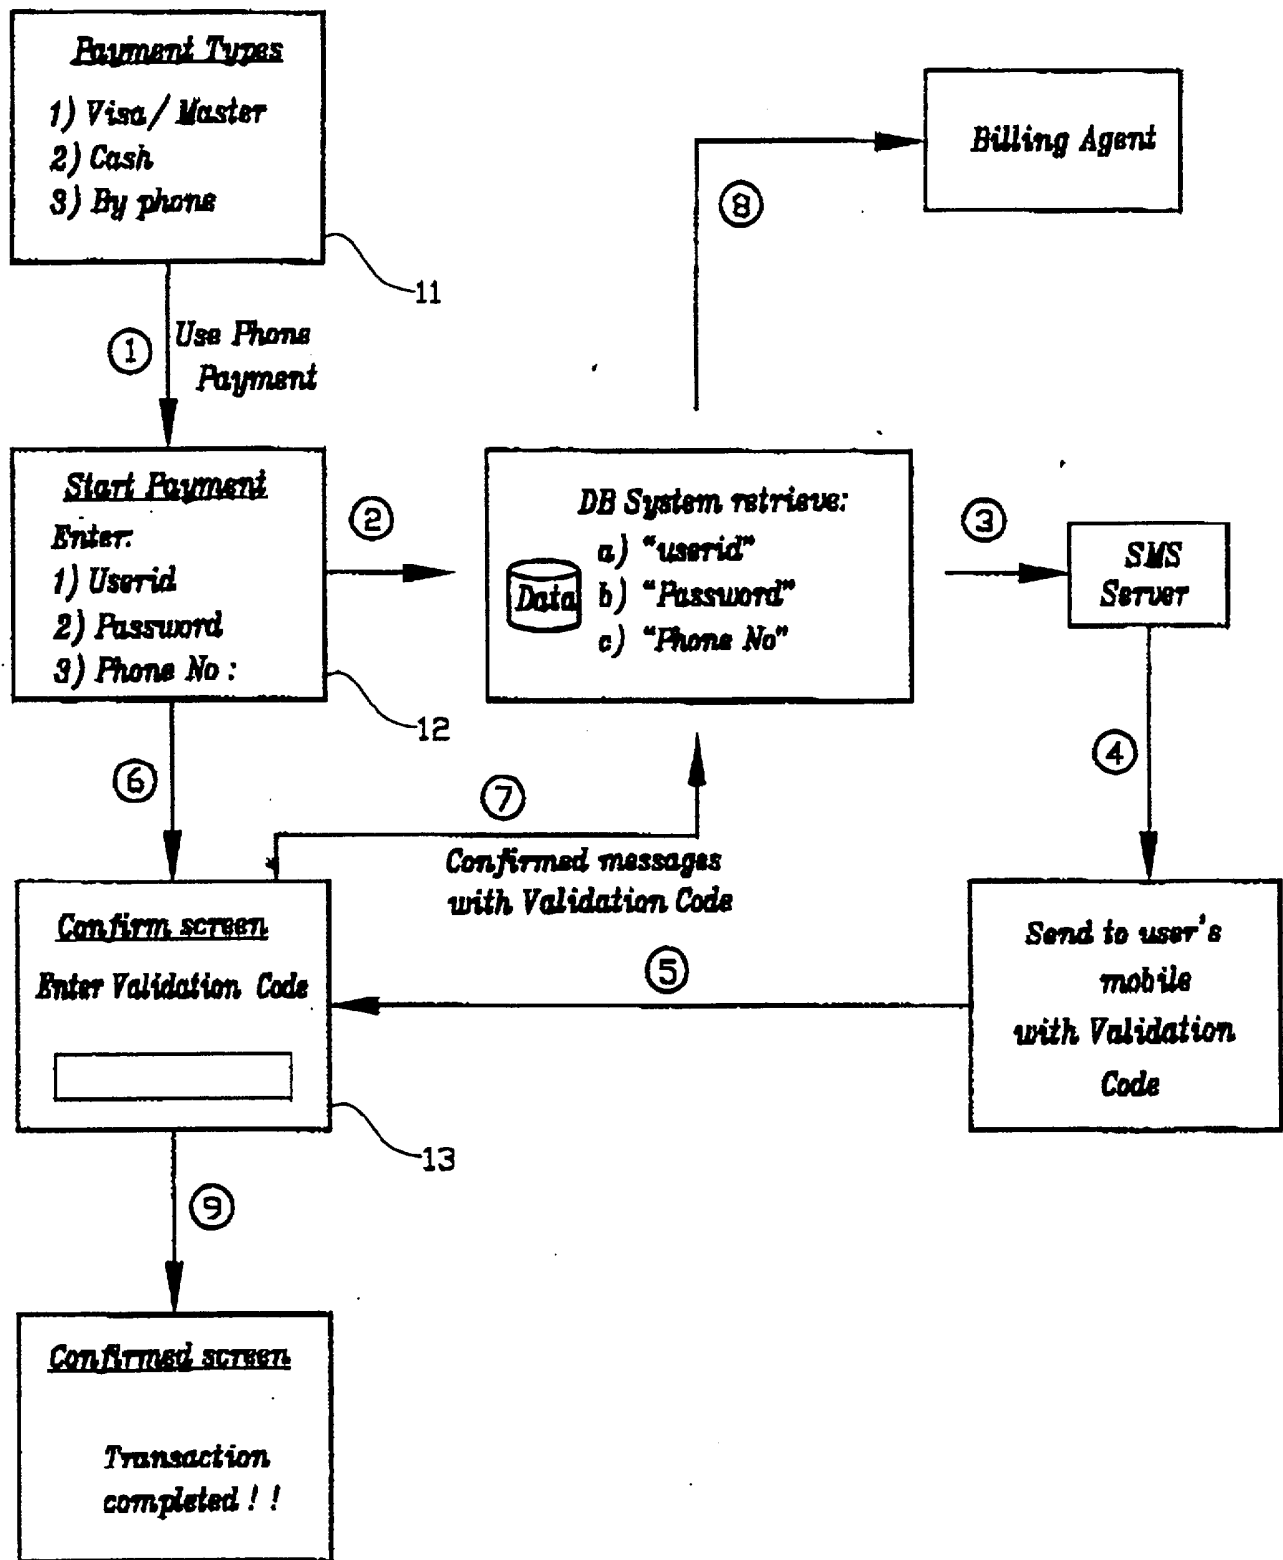 Payment Types
1) Visa / Master
2) Cash
3) By phone
11
Billing Agent
8
1
Use Phone
Payment
Start Payment
Enter:
1) Userid
2) Password
3) Phone No :
12
2
DB System retrieve:
a) "userid"
b) "Password"
c) "Phone No"
Data
3
SMS
Server
4
6
7
Confirmed messages
with Validation Code
Confirm screen
Enter Validation Code
13
5
Send to user's
mobile
with Validation
Code
9
Confirmed screen
Transaction
completed ! !